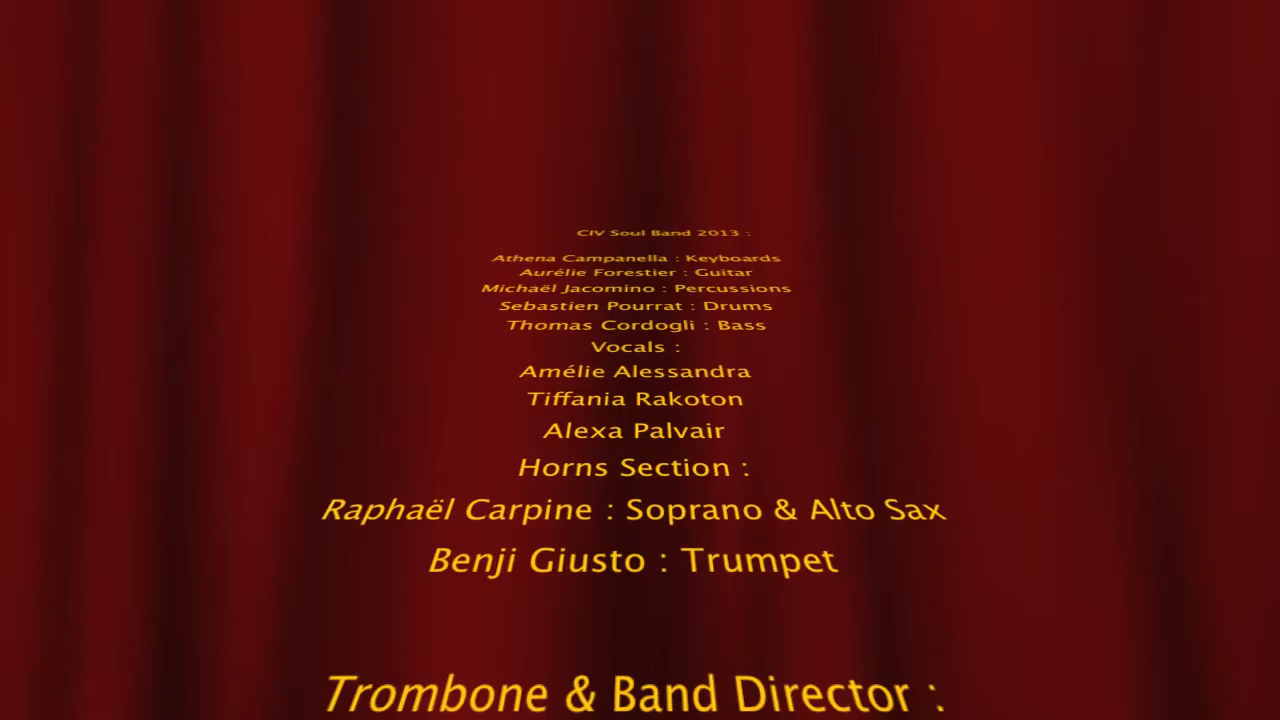 CIV Soul Band 2013 :
Athena Campanella : Keyboards
Aurélie Forestier : Guitar
Michaël Jacomino : Percussions
Sebastien Pourrat : Drums
Thomas Cordogli : Bass
Vocals :
Amélie Alessandra
Tiffania Rakoton
Alexa Palvair
Horns Section :
Raphaël Carpine : Soprano & Alto Sax
Benji Giusto : Trumpet
Trombone & Band Director :